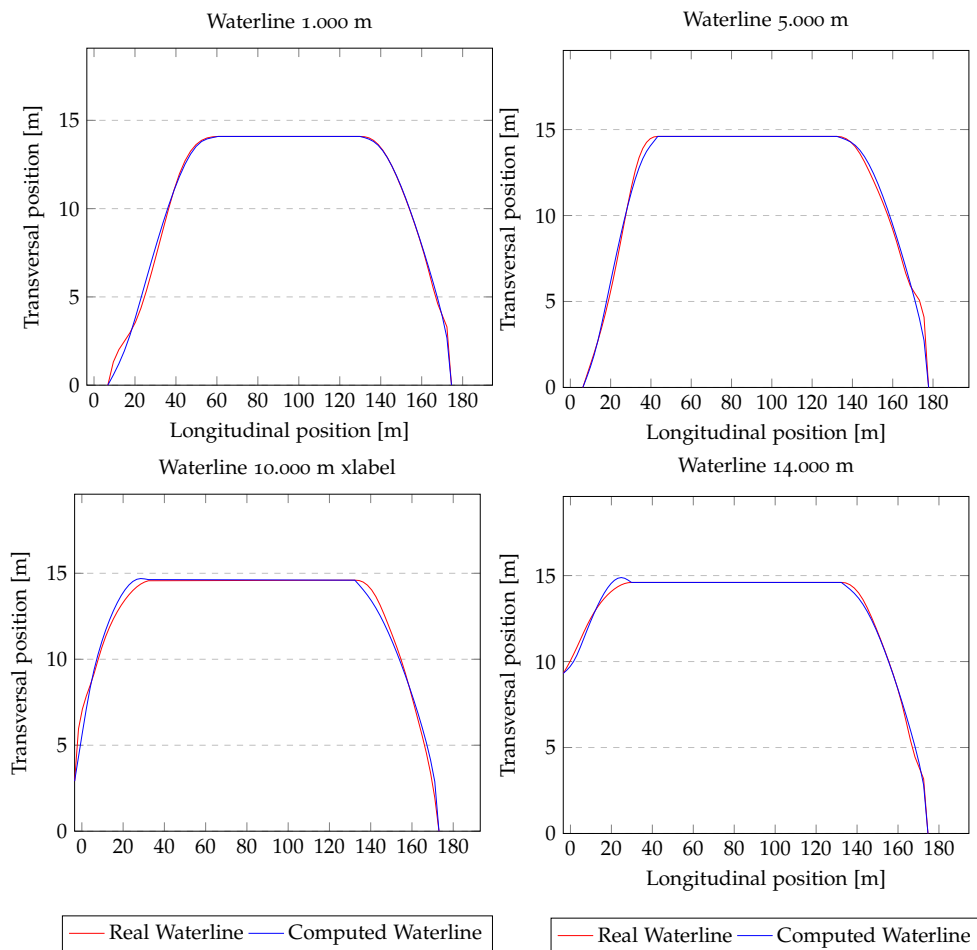 Waterline 1.000 m
Transversal position [m]
15
10
5
0
0 20 40 60 80 100 120 140 160 180
Longitudinal position [m]
Waterline 5.000 m
Transversal position [m]
15
10
5
0
0 20 40 60 80 100 120 140 160 180
Longitudinal position [m]
Waterline 10.000 m xlabel
Transversal position [m]
15
10
5
0
0 20 40 60 80 100 120 140 160 180
Waterline 14.000 m
Transversal position [m]
15
10
5
0
0 20 40 60 80 100 120 140 160 180
Longitudinal position [m]
Real Waterline Computed Waterline
Real Waterline Computed Waterline